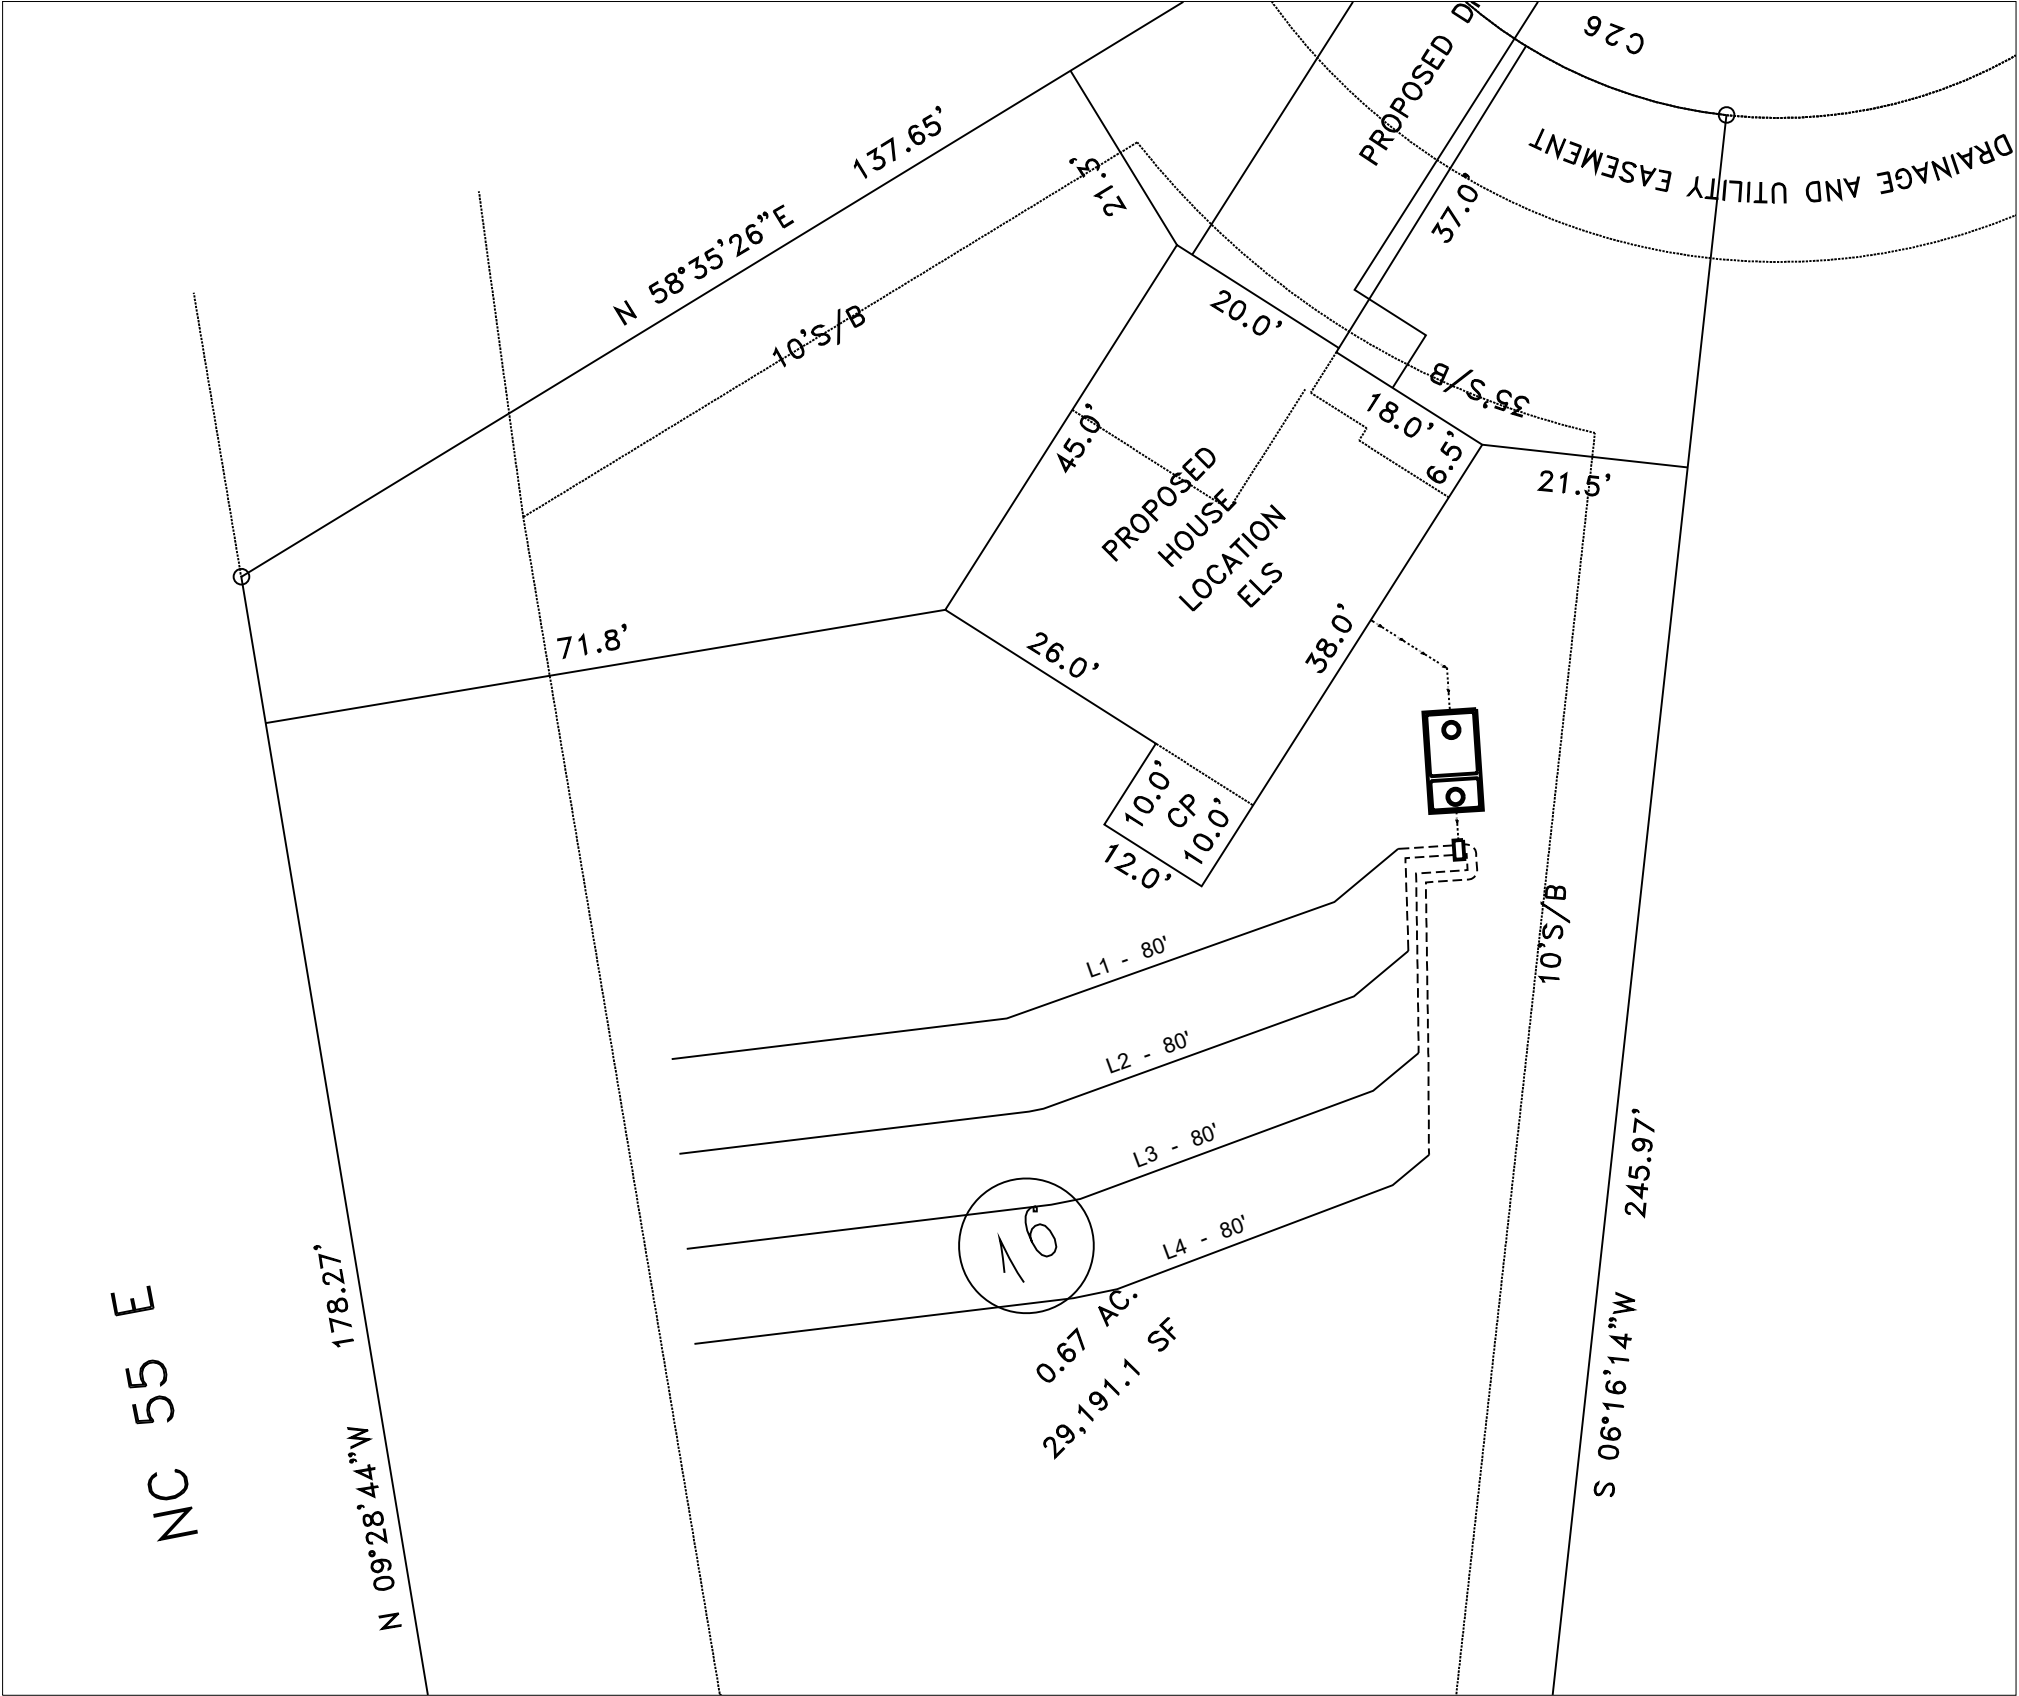 C26
PROPOSED
DRAINAGE AND UTILITY EASEMENT
137.65'
N 58°35'26"E
21.3'
37.0'
10'S/B
20.0'
35'S/B
18.0'
6.5'
45.0'
21.5'
PROPOSED
HOUSE
LOCATION
ELS
71.8'
26.0'
38.0'
10.0'
CP
10.0'
12.0'
10'S/B
L1 - 80'
L2 - 80'
L3 - 80'
L4 - 80'
16
0.67 AC.
29,191.1 SF
245.97'
S 06°16'14"W
178.27'
N 09°28'44"W
NC 55 E